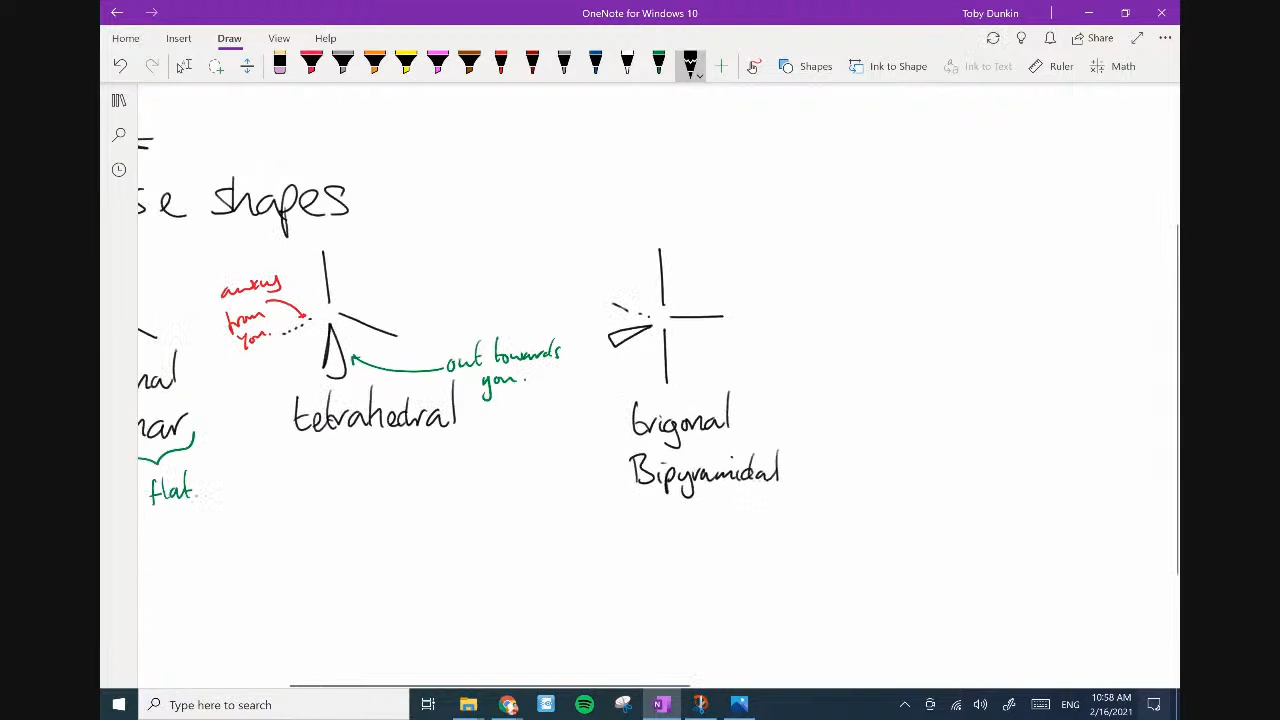 OneNote for Windows 10
Toby Dunkin
Home
Insert
Draw
View
Help
Share
Shapes
Ink to Shape
Ink to Text
Ruler
Math
=
se shapes
away
from
you.
out towards
you.
nal
nar
flat.
tetrahedral
trigonal
Bipyramidal
Type here to search
ENG
10:58 AM
2/16/2021